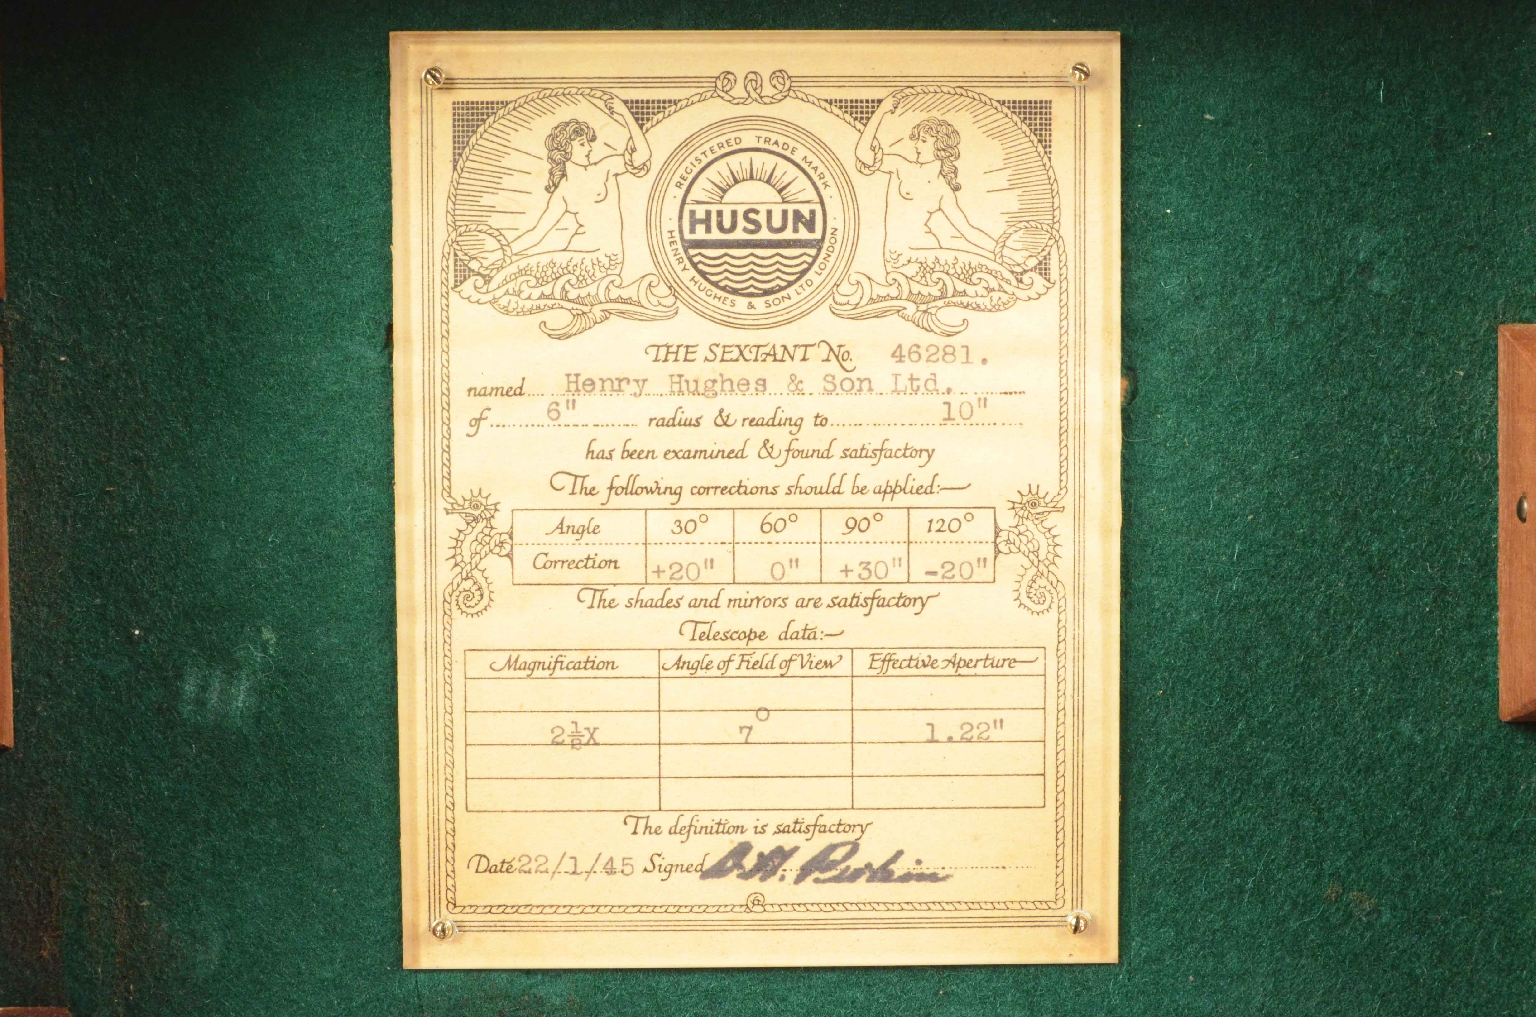 REGISTERED TRADE MARK
HUSUN
HENRY HUGHES & SON LTD LONDON
THE SEXTANT No. 46281.
named Henry Hughes & Son Ltd.
of 6" radius & reading to 10"
has been examined & found satisfactory
The following corrections should be applied:—
Angle 30° 60° 90° 120°
Correction +20" 0" +30" -20"
The shades and mirrors are satisfactory
Telescope data:—
Magnification Angle of Field of View Effective Aperture
2½X 7° 1.22"
The definition is satisfactory
Date 22/1/45 Signed